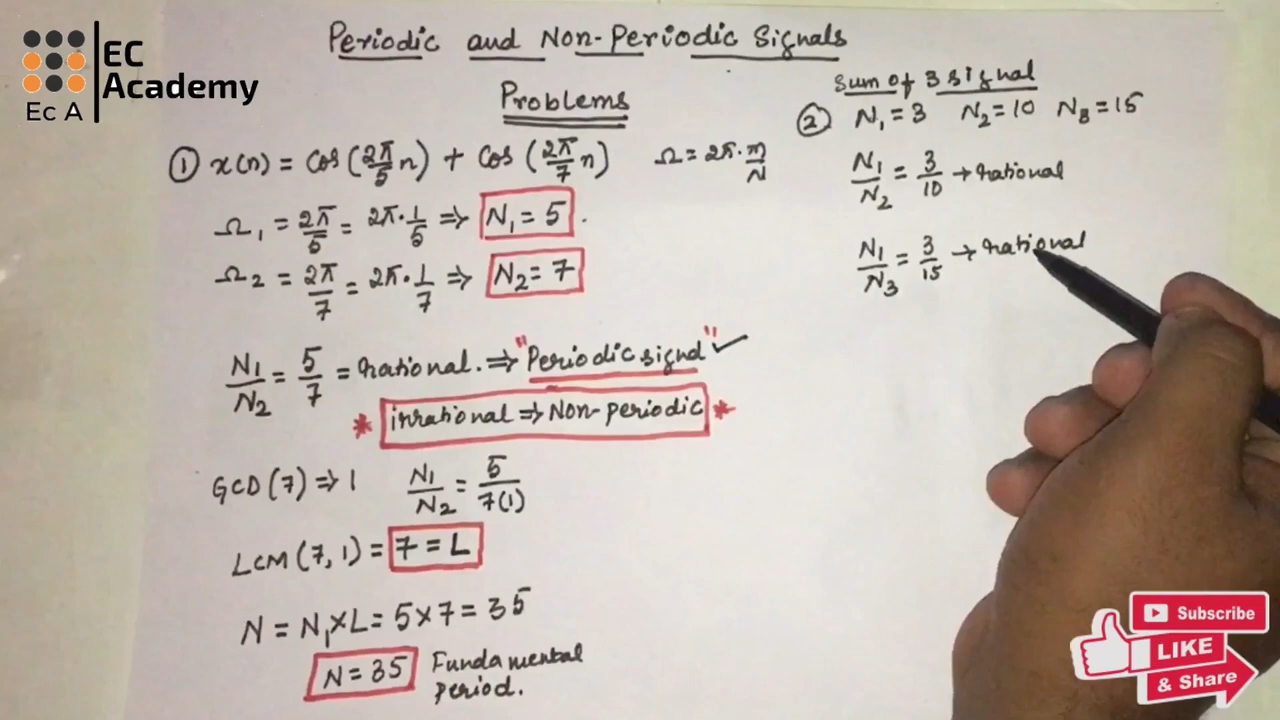 EC
Academy
Ec A
Periodic and Non-Periodic Signals
Problems
① x(n) = Cos(2π/5 n) + Cos(2π/7 n) Ω = 2π·m/N
Ω₁ = 2π/5 = 2π·1/5 ⇒ N₁ = 5
Ω₂ = 2π/7 = 2π·1/7 ⇒ N₂ = 7
N₁/N₂ = 5/7 = rational. ⇒ "Periodic signal" ✓
* irrational ⇒ Non-periodic *
GCD(7) ⇒ 1 N₁/N₂ = 5/7(1)
LCM(7,1) = 7 = L
N = N₁×L = 5×7 = 35
N = 35 Fundamental
period.
Sum of 3 signal
② N₁ = 3 N₂ = 10 N₃ = 15
N₁/N₂ = 3/10 → rational
N₁/N₃ = 3/15 → rational
Subscribe
LIKE
& Share